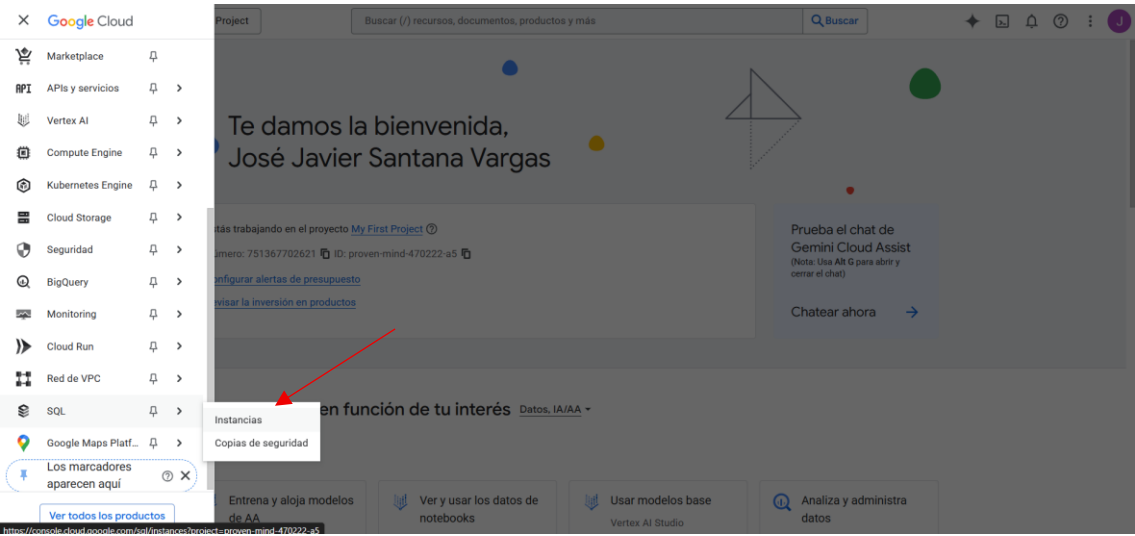 Google Cloud
Project
Buscar (/) recursos, documentos, productos y más
Buscar
J
Marketplace
API APIs y servicios
Vertex AI
Compute Engine
Kubernetes Engine
Cloud Storage
Seguridad
BigQuery
Monitoring
Cloud Run
Red de VPC
SQL
Google Maps Platf...
Los marcadores
aparecen aquí
Ver todos los productos
Instancias
Copias de seguridad
Te damos la bienvenida,
José Javier Santana Vargas
stás trabajando en el proyecto My First Project
úmero: 751367702621 ID: proven-mind-470222-a5
onfigurar alertas de presupuesto
evisar la inversión en productos
Prueba el chat de
Gemini Cloud Assist
(Nota: Usa Alt G para abrir y
cerrar el chat)
Chatear ahora
en función de tu interés Datos, IA/AA
Entrena y aloja modelos
de AA
Ver y usar los datos de
notebooks
Usar modelos base
Vertex AI Studio
Analiza y administra
datos
https://console.cloud.google.com/sql/instances?project=proven-mind-470222-a5